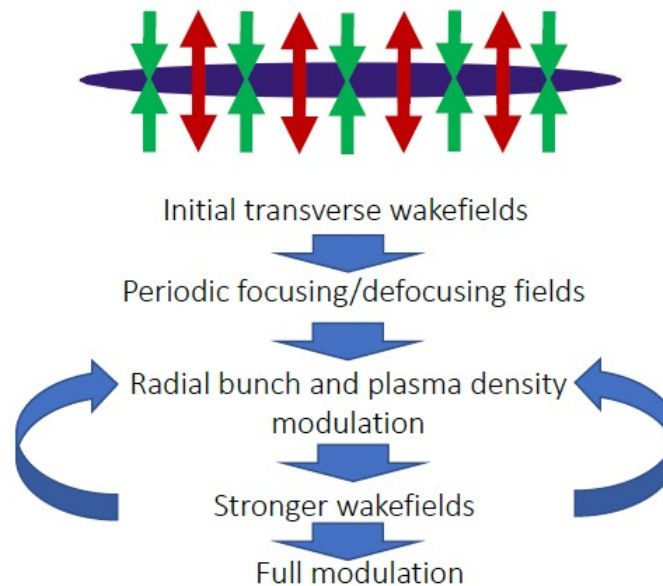 Initial transverse wakefields
Periodic focusing/defocusing fields
Radial bunch and plasma density
modulation
Stronger wakefields
Full modulation